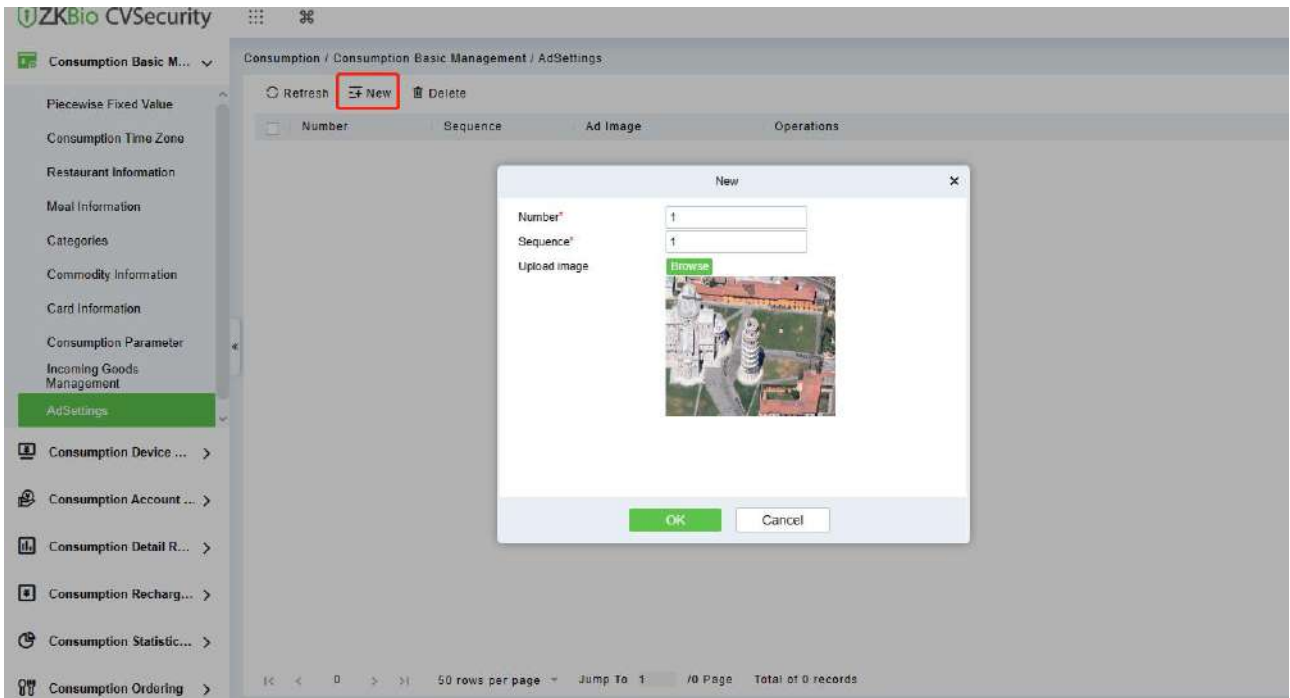 ZKBio CVSecurity
Consumption Basic M...
Piecewise Fixed Value
Consumption Time Zone
Restaurant Information
Meal Information
Categories
Commodity Information
Card Information
Consumption Parameter
Incoming Goods
Management
AdSettings
Consumption Device ...
Consumption Account ...
Consumption Detail R...
Consumption Recharg...
Consumption Statistic...
Consumption Ordering
Consumption / Consumption Basic Management / AdSettings
Refresh New Delete
Number Sequence Ad Image Operations
New
Number* 1
Sequence* 1
Upload image Browse
OK Cancel
0 50 rows per page Jump To 1 /0 Page Total of 0 records